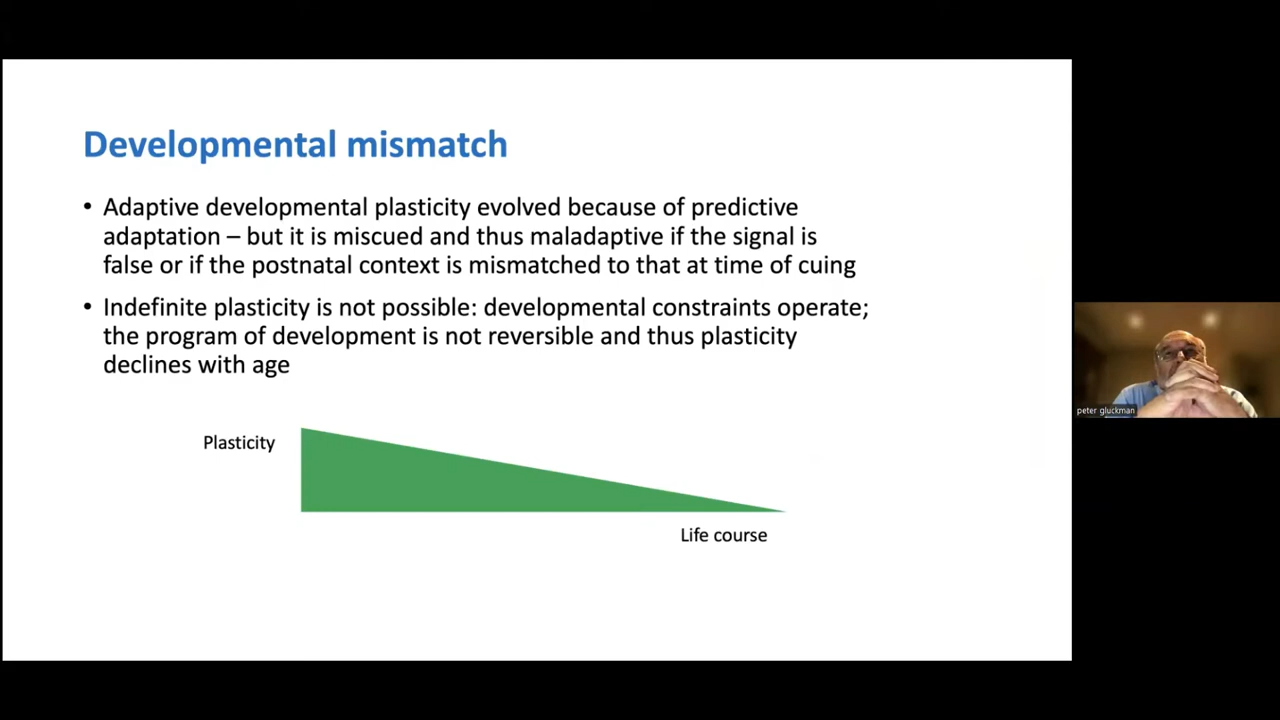 Developmental mismatch
• Adaptive developmental plasticity evolved because of predictive
adaptation – but it is miscued and thus maladaptive if the signal is
false or if the postnatal context is mismatched to that at time of cuing
• Indefinite plasticity is not possible: developmental constraints operate;
the program of development is not reversible and thus plasticity
declines with age
Plasticity
Life course
peter gluckman